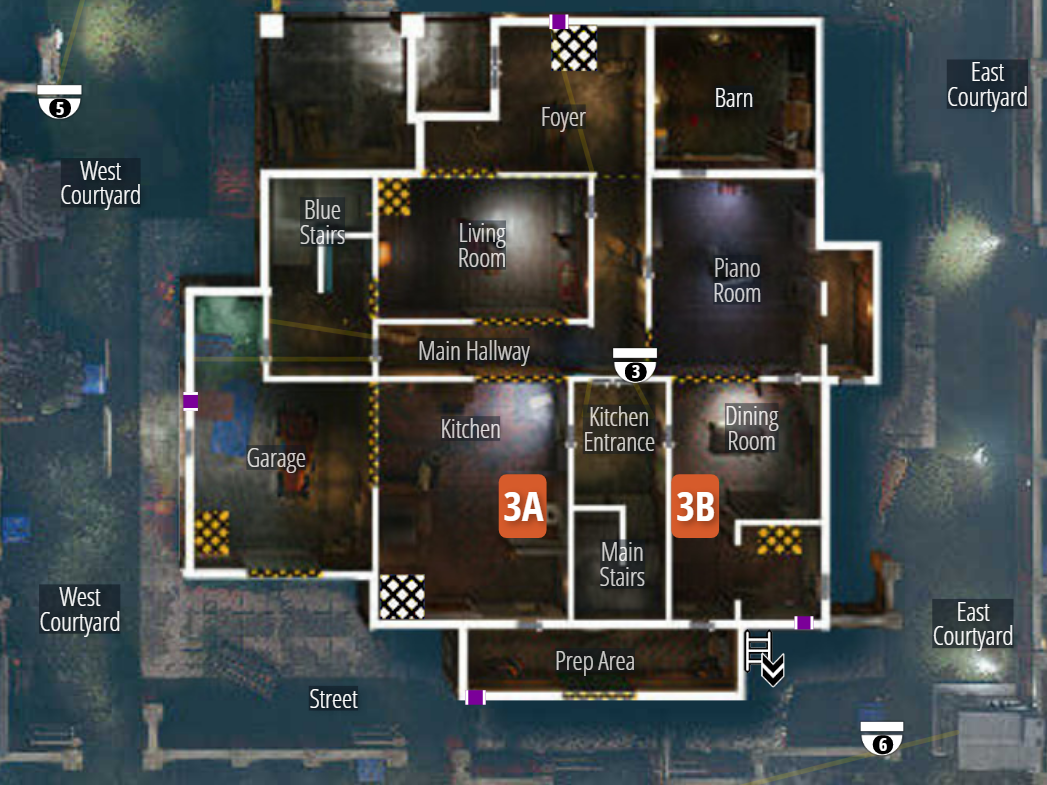 East
Courtyard
Barn
5
Foyer
West
Courtyard
Blue
Stairs
Living
Room
Piano
Room
Main Hallway
3
Kitchen
Kitchen
Entrance
Dining
Room
Garage
3A
3B
Main
Stairs
West
Courtyard
East
Courtyard
Prep Area
Street
6